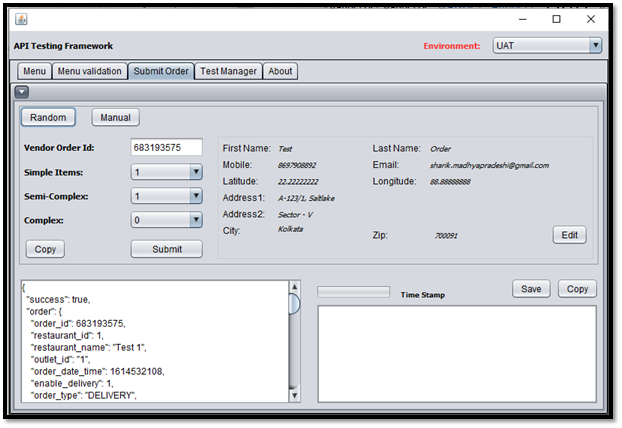 API Testing Framework
Environment: UAT
Menu Menu validation Submit Order Test Manager About
Random Manual
Vendor Order Id: 683193575
Simple Items: 1
Semi-Complex: 1
Complex: 0
Copy Submit
First Name: Test Last Name: Order
Mobile: 8697908892 Email: sharik.madhyapradeshi@gmail.com
Latitude: 22.22222222 Longitude: 88.88888888
Address1: A-123/1, Saltlake
Address2: Sector - V
City: Kolkata Zip: 700091
Edit
{
"success": true,
"order": {
"order_id": 683193575,
"restaurant_id": 1,
"restaurant_name": "Test 1",
"outlet_id": "1",
"order_date_time": 1614532108,
"enable_delivery": 1,
"order_type": "DELIVERY",
Time Stamp Save Copy